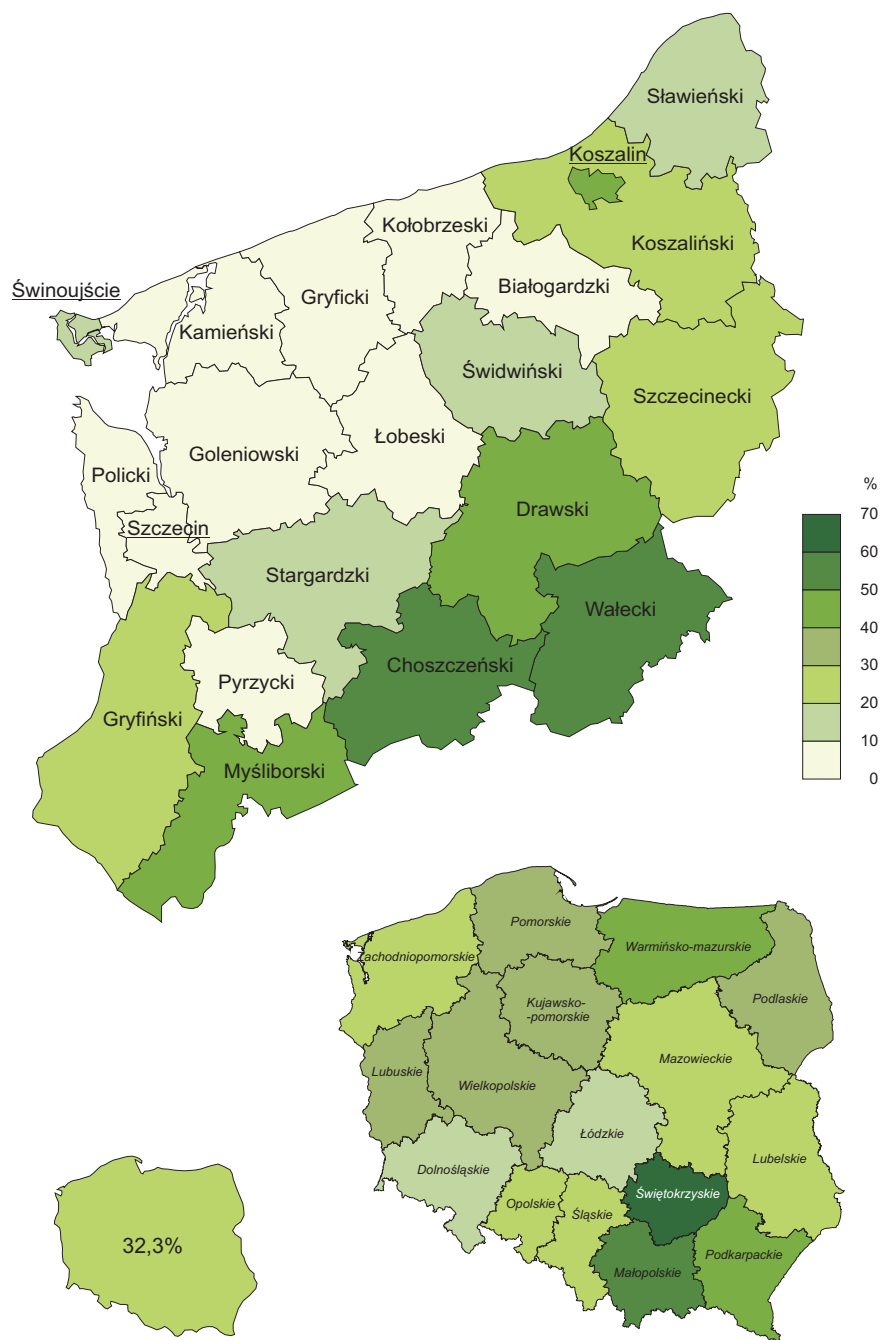 Sławieński
Koszalin
Kołobrzeski
Koszaliński
Białogardzki
Świnoujście
Gryficki
Kamieński
Świdwiński
Szczecinecki
Łobeski
Goleniowski
Policki
%
Drawski
70
Szczecin
60
Stargardzki
50
Wałecki
40
Choszczeński
30
Pyrzycki
20
Gryfiński
10
Myśliborski
0
Pomorskie
Warmińsko-mazurskie
Zachodniopomorskie
Podlaskie
Kujawsko-
-pomorskie
Mazowieckie
Lubuskie
Wielkopolskie
Łódzkie
Lubelskie
Dolnośląskie
Świętokrzyskie
Opolskie
Śląskie
32,3%
Podkarpackie
Małopolskie